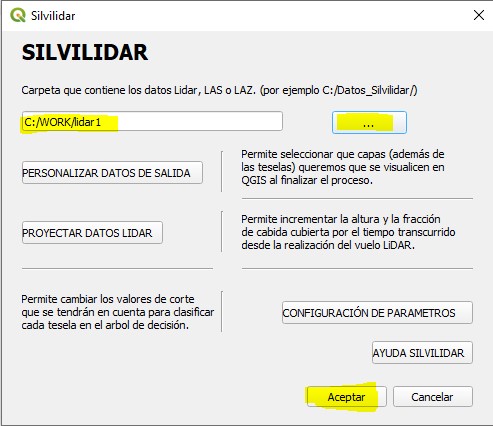 Silvilidar
SILVILIDAR
Carpeta que contiene los datos Lidar, LAS o LAZ. (por ejemplo C:/Datos_Silvilidar/)
C:/WORK/lidar1
...
PERSONALIZAR DATOS DE SALIDA
Permite seleccionar que capas (además de
las teselas) queremos que se visualicen en
QGIS al finalizar el proceso.
PROYECTAR DATOS LIDAR
Permite incrementar la altura y la fracción
de cabida cubierta por el tiempo transcurrido
desde la realización del vuelo LiDAR.
Permite cambiar los valores de corte
que se tendrán en cuenta para clasificar
cada tesela en el arbol de decisión.
CONFIGURACIÓN DE PARAMETROS
AYUDA SILVILIDAR
Aceptar
Cancelar